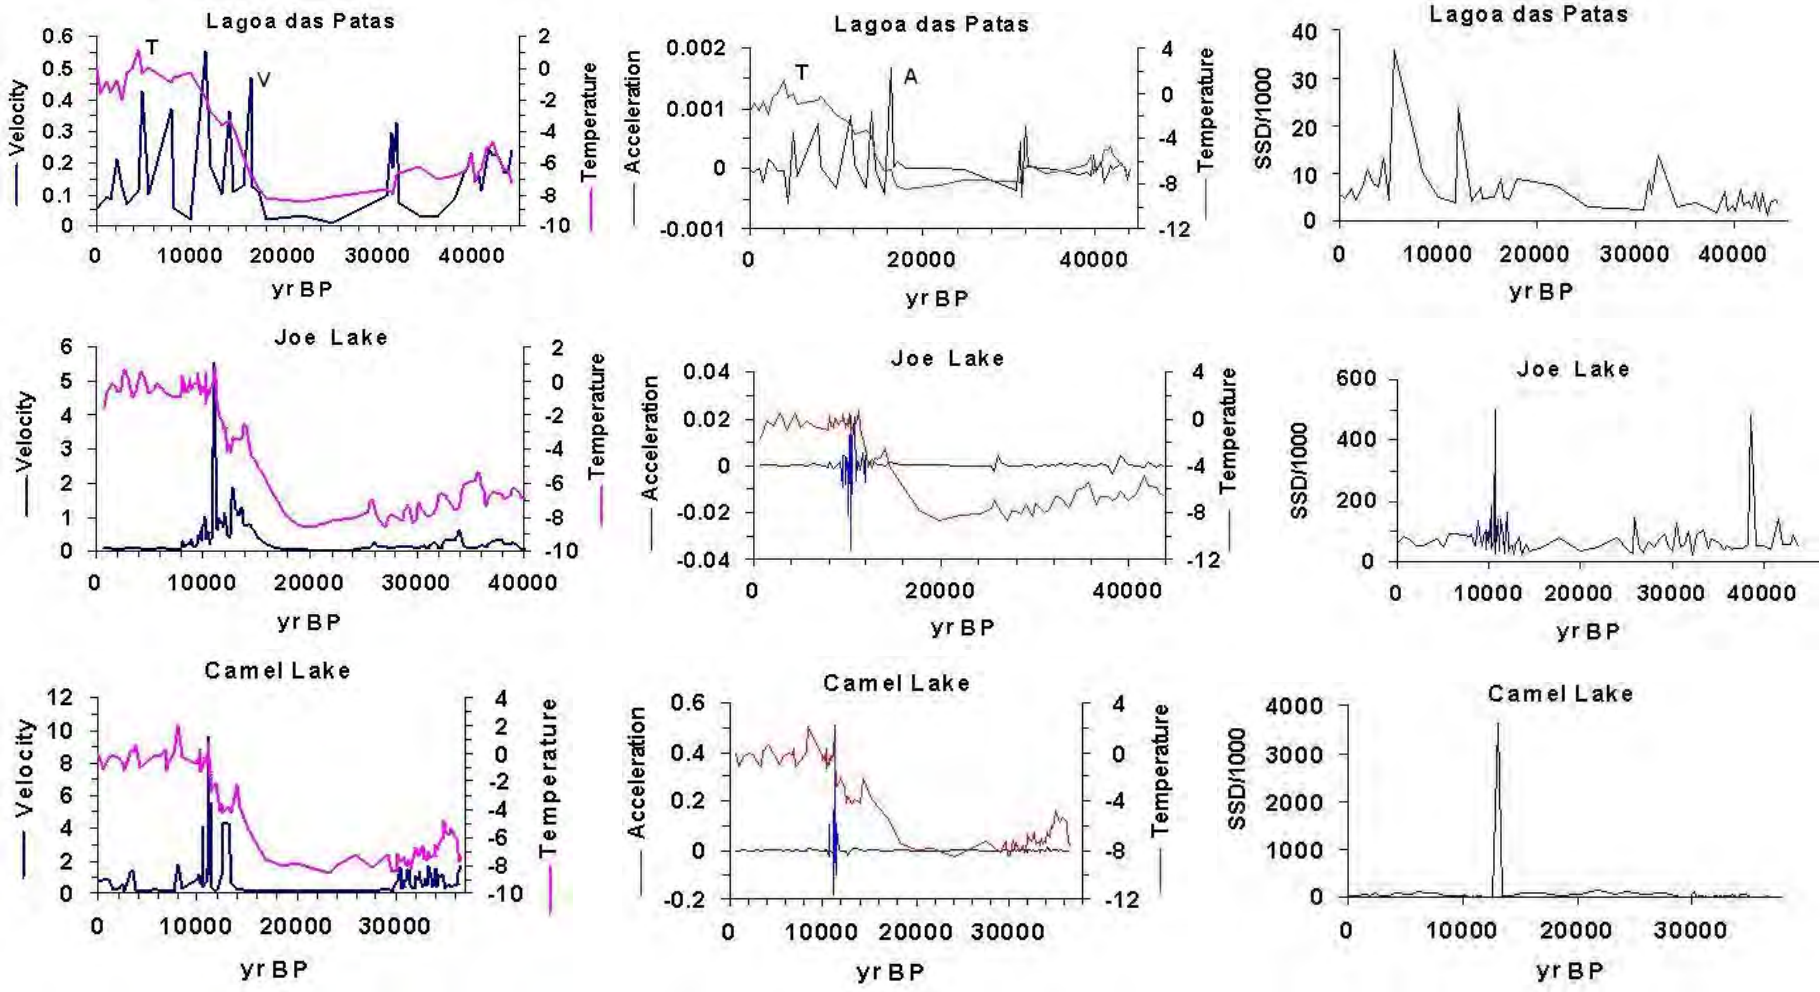 Lagoa das Patas
0.6
0.5
0.4
0.3
0.2
0.1
0
Velocity
T
V
2
0
-2
-4
-6
-8
-10
Temperature
0 10000 20000 30000 40000
yr BP
Lagoa das Patas
0.002
0.001
0
-0.001
Acceleration
T
A
4
0
-4
-8
-12
Temperature
0 20000 40000
yr BP
Lagoa das Patas
40
30
20
10
0
SSD/1000
0 10000 20000 30000 40000
yr BP
Joe Lake
6
5
4
3
2
1
0
Velocity
2
0
-2
-4
-6
-8
-10
Temperature
0 10000 20000 30000 40000
yr BP
Joe Lake
0.04
0.02
0
-0.02
-0.04
Acceleration
4
0
-4
-8
-12
Temperature
0 20000 40000
yr BP
Joe Lake
600
400
200
0
SSD/1000
0 10000 20000 30000 40000
yr BP
Camel Lake
12
10
8
6
4
2
0
Velocity
4
2
0
-2
-4
-6
-8
-10
Temperature
0 10000 20000 30000
yr BP
Camel Lake
0.6
0.4
0.2
0
-0.2
Acceleration
4
0
-4
-8
-12
Temperature
0 10000 20000 30000
yr BP
Camel Lake
4000
3000
2000
1000
0
SSD/1000
0 10000 20000 30000
yr BP